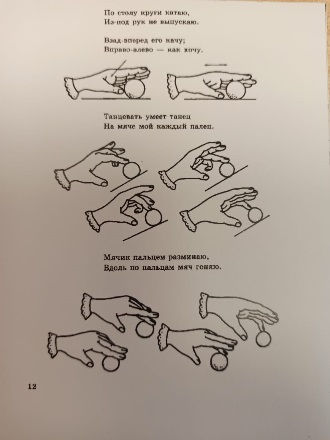 По столу круги катаю,
Из-под рук не выпускаю.
Взад-вперед его качу;
Вправо-влево — как хочу.
Танцевать умеет танец
На мяче мой каждый палец.
Мячик пальцем разминаю,
Вдоль по пальцам мяч гоняю.
12